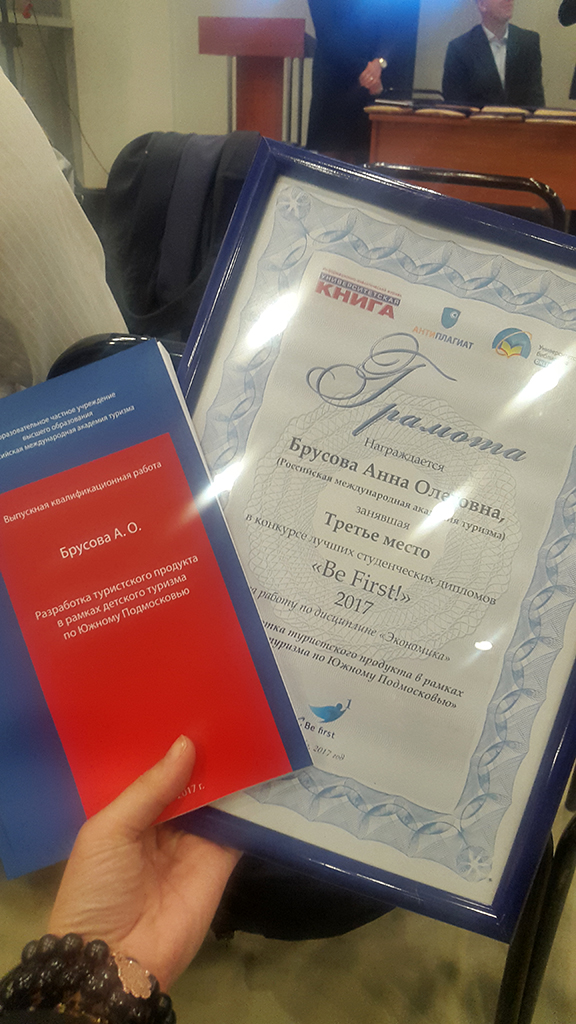 образовательное частное учреждение
высшего образования
международная академия туризма
Выпускная квалификационная работа
Брусова А. О.
Разработка туристского продукта
в рамках детского туризма
по Южному Подмосковью
2017 г.
УНИВЕРСИТЕТСКАЯ
КНИГА
АНТИПЛАГИАТ
Грамота
Награждается
Брусова Анна Олеговна,
(Российская международная академия туризма)
занявшая
Третье место
в конкурсе лучших студенческих дипломов
«Be First!»
2017
работу по дисциплине «Экономика»
туристского продукта в рамках
туризма по Южному Подмосковью»
1
Be first
2017 год